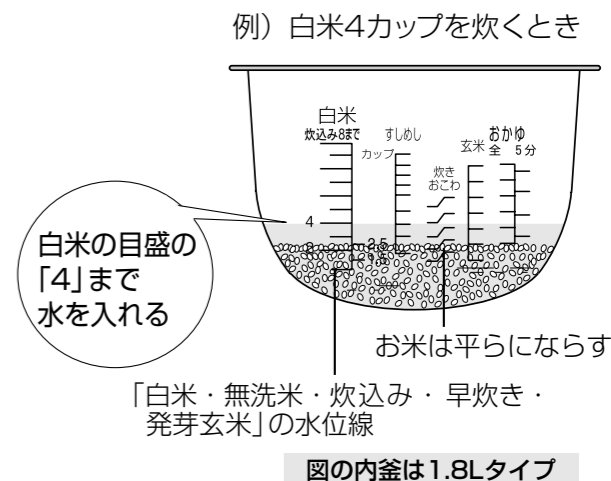 例）白米4カップを炊くとき
白米
炊込み8まで
すしめし
カップ
炊き
おこわ
玄米
おかゆ
全 5分
4
2.5
1.5
白米の目盛の
「4」まで
水を入れる
お米は平らにならす
「白米・無洗米・炊込み・早炊き・
発芽玄米」の水位線
図の内釜は1.8Lタイプ